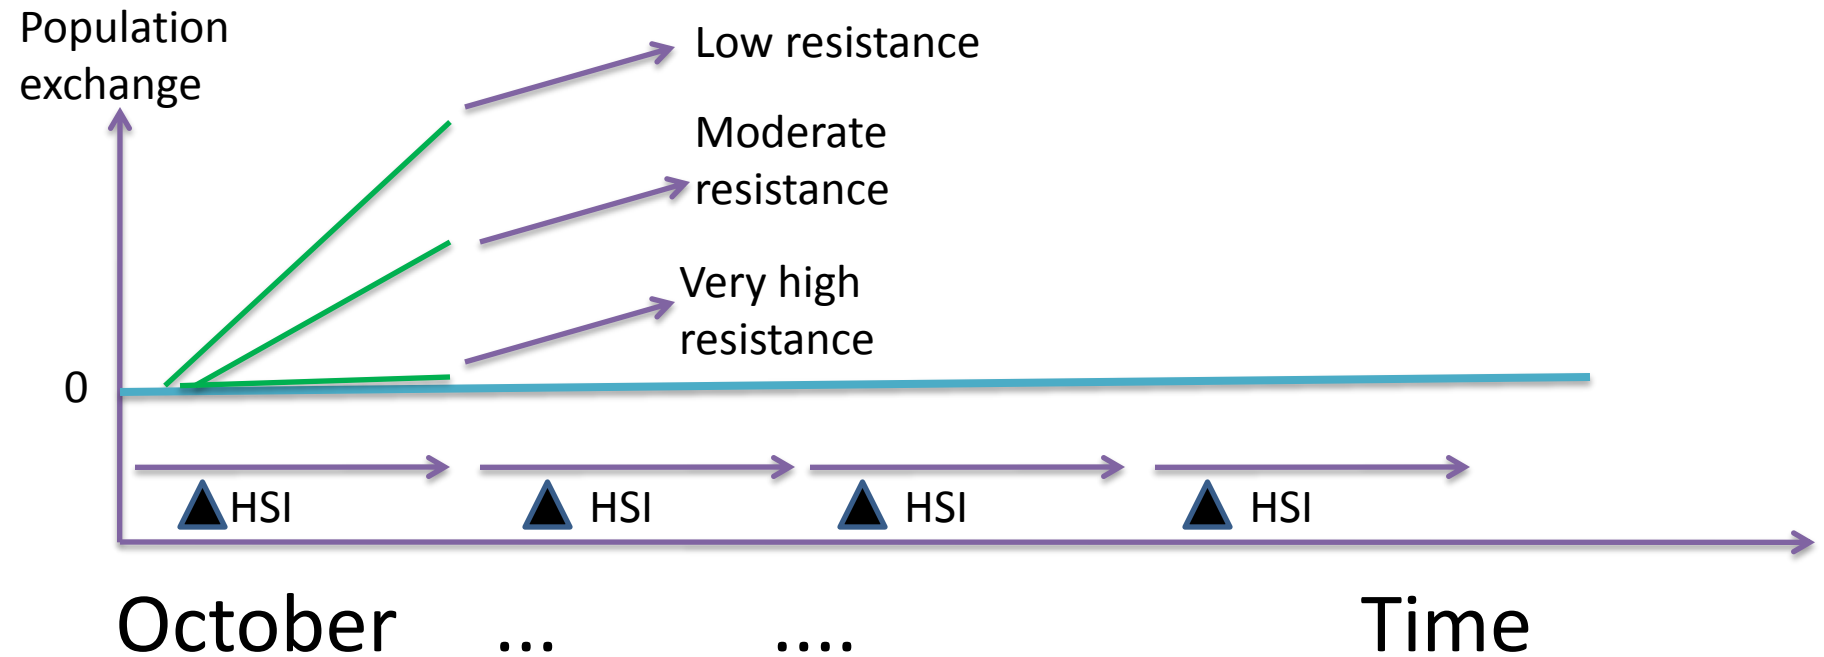 Population
exchange
Low resistance
Moderate
resistance
Very high
resistance
0
▲HSI
▲ HSI
▲ HSI
▲ HSI
October ... .... Time